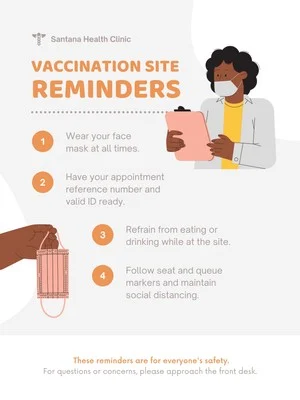 Santana Health Clinic
VACCINATION SITE
REMINDERS
1
Wear your face
mask at all times.
2
Have your appointment
reference number and
valid ID ready.
3
Refrain from eating or
drinking while at the site.
4
Follow seat and queue
markers and maintain
social distancing.
These reminders are for everyone's safety.
For questions or concerns, please approach the front desk.